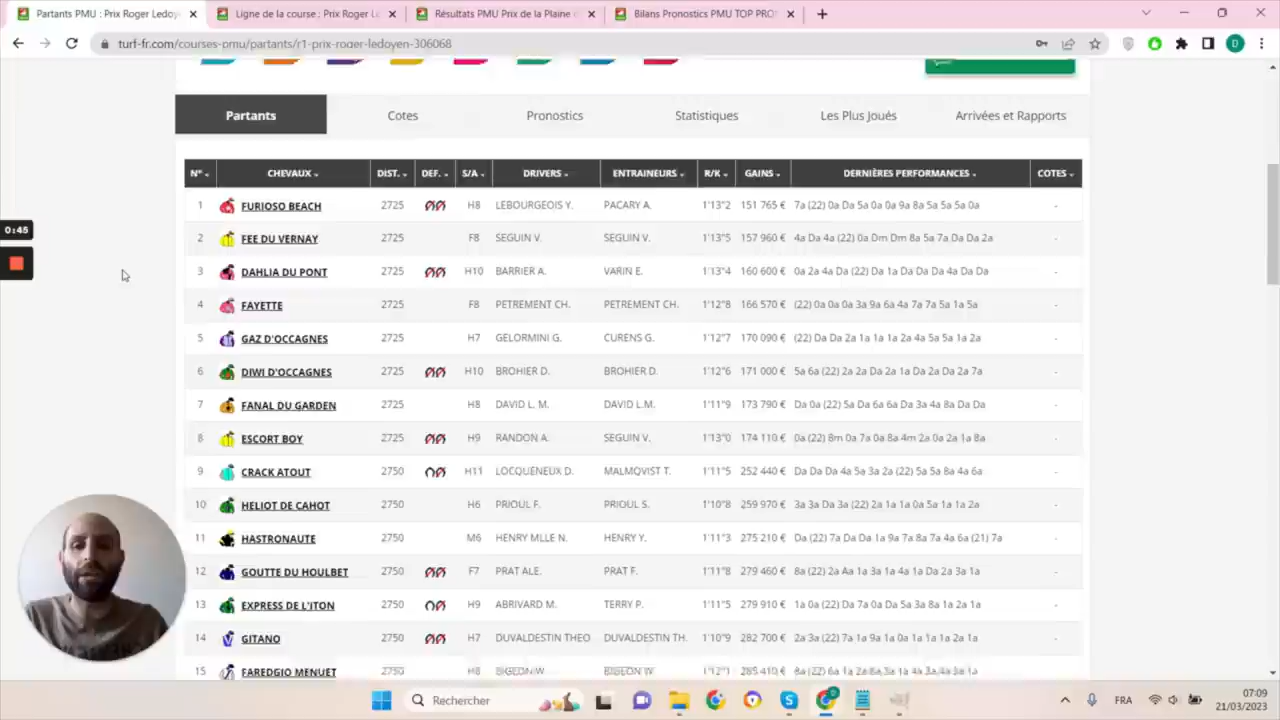 Partants PMU : Prix Roger Ledoye
Ligne de la course : Prix Roger Le
Résultats PMU Prix de la Plaine
Bilans Pronostics PMU TOP PRO
turf-fr.com/courses-pmu/partants/r1-prix-roger-ledoyen-306068
D
Partants Cotes Pronostics Statistiques Les Plus Joués Arrivées et Rapports
N° CHEVAUX DIST. DEF. S/A DRIVERS ENTRAINEURS R/K GAINS DERNIÈRES PERFORMANCES COTES
1 FURIOSO BEACH 2725 H8 LEBOURGEOIS Y. PACARY A. 1'13"2 151 765 € 7a (22) 0a Da 5a 0a 0a 9a 8a 5a 5a 5a 0a -
2 FEE DU VERNAY 2725 F8 SEGUIN V. SEGUIN V. 1'13"5 157 960 € 4a Da 4a (22) 0a Dm Dm 8a 5a 7a Da Da 2a -
3 DAHLIA DU PONT 2725 H10 BARRIER A. VARIN E. 1'13"4 160 600 € 0a 2a 4a Da (22) Da 1a Da Da Da 4a Da Da -
4 FAYETTE 2725 F8 PETREMENT CH. PETREMENT CH. 1'12"8 166 570 € (22) 0a 0a 0a 3a 9a 6a 4a 7a 7a 5a 1a 5a -
5 GAZ D'OCCAGNES 2725 H7 GELORMINI G. CURENS G. 1'12"7 170 090 € (22) Da Da 2a 1a 1a 1a 2a 4a 5a 5a 1a 2a -
6 DIWI D'OCCAGNES 2725 H10 BROHIER D. BROHIER D. 1'12"6 171 000 € 5a 6a (22) 2a 2a Da 2a 1a Da 2a Da 2a 7a -
7 FANAL DU GARDEN 2725 H8 DAVID L. M. DAVID L.M. 1'11"9 173 790 € Da 0a (22) 5a Da 6a 6a Da 3a 4a 8a Da Da -
8 ESCORT BOY 2725 H9 RANDON A. SEGUIN V. 1'13"0 174 110 € 0a (22) 8m 0a 7a 0a 8a 4m 2a 0a 2a 1a 8a -
9 CRACK ATOUT 2750 H11 LOCQUENEUX D. MALMQVIST T. 1'11"5 252 440 € Da Da Da 4a 5a 3a 2a (22) 5a 5a 8a 4a 6a -
10 HELIOT DE CAHOT 2750 H6 PRIOUL F. PRIOUL S. 1'10"8 259 970 € 3a 3a Da 3a (22) 2a 1a 1a 0a 5a 1a 1a 2a -
11 HASTRONAUTE 2750 M6 HENRY MLLE N. HENRY Y. 1'11"3 275 210 € Da (22) 7a Da Da 1a 9a 7a 8a 7a 4a 6a (21) 7a -
12 GOUTTE DU HOULBET 2750 F7 PRAT ALE. PRAT F. 1'11"8 279 460 € 8a (22) 2a Aa 1a 3a 1a 4a 1a Da 2a 3a 1a -
13 EXPRESS DE L'ITON 2750 H9 ABRIVARD M. TERRY P. 1'11"5 279 910 € 1a 0a (22) Da 7a 0a Da 5a 3a 8a 1a 2a 1a -
14 GITANO 2750 H7 DUVALDESTIN THEO DUVALDESTIN TH. 1'10"9 282 700 € 2a 3a (22) 7a 1a 9a 1a 0a 1a 1a 1a 2a 1a -
15 FAREDGIO MENUET 2750 H8 BIGEON W. BIGEON W. 1'12"1 285 410 €
0:45
Rechercher
FRA
07:09
21/03/2023